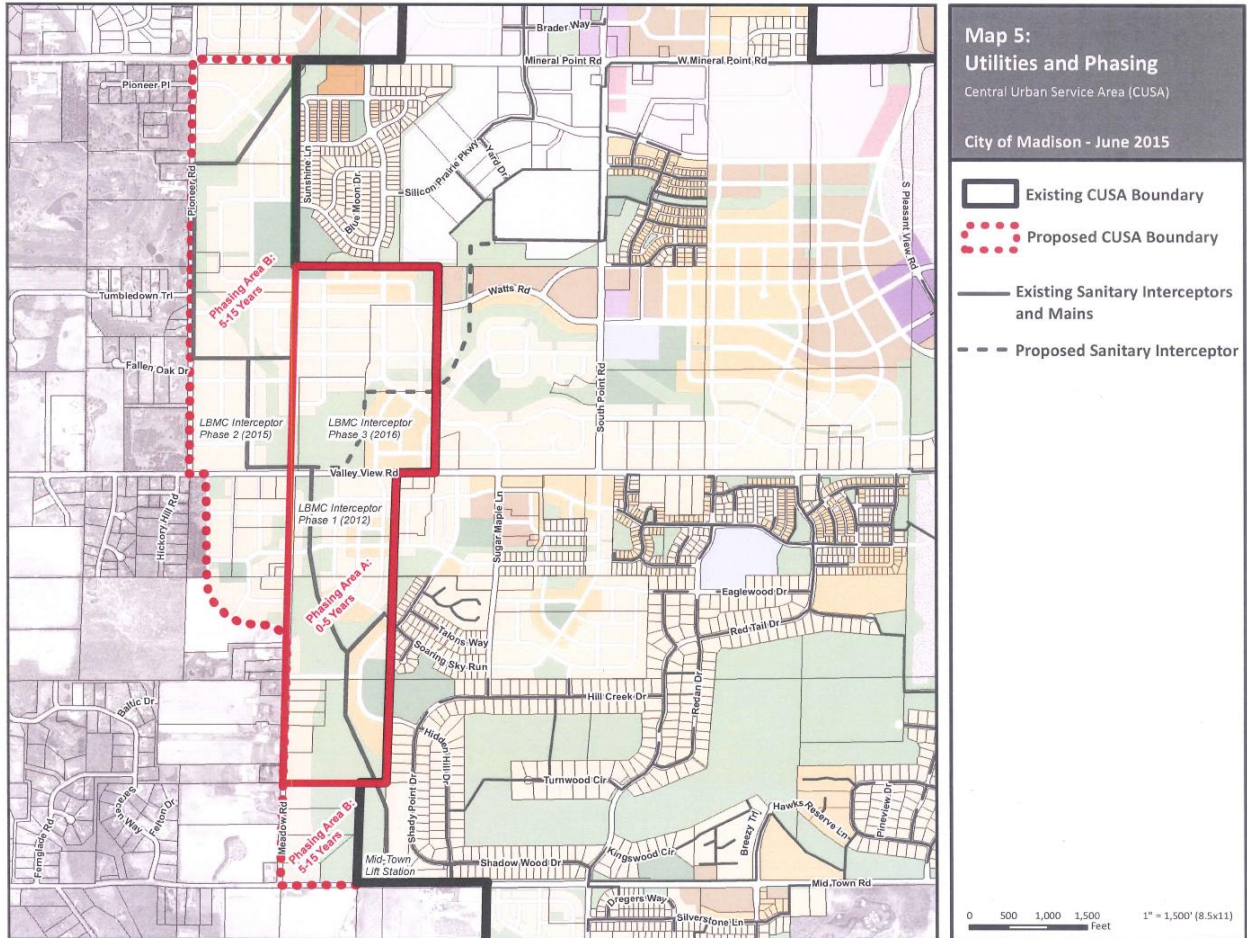 Map 5:
Utilities and Phasing
Central Urban Service Area (CUSA)
City of Madison - June 2015
Existing CUSA Boundary
Proposed CUSA Boundary
Existing Sanitary Interceptors
and Mains
Proposed Sanitary Interceptor
0 500 1,000 1,500
Feet
1" = 1,500' (8.5x11)
Brader Way
Mineral Point Rd
W Mineral Point Rd
Pioneer Pl
Pioneer Rd
Sunshine Ln
Blue Moon Dr
Silicon Prairie Pkwy
Yard Dr
S Pleasant View Rd
Phasing Area B:
5-15 Years
Tumbledown Trl
Watts Rd
Fallen Oak Dr
South Point Rd
LBMC Interceptor
Phase 2 (2015)
LBMC Interceptor
Phase 3 (2016)
Valley View Rd
Hickory Hill Rd
LBMC Interceptor
Phase 1 (2012)
Sugar Maple Ln
Phasing Area A:
0-5 Years
Eaglewood Dr
Red Tail Dr
Talons Way
Soaring Sky Run
Hill Creek Dr
Redan Dr
Baltic Dr
Hidden Hill Dr
Shady Point Dr
Turnwood Cir
Saracen Way
Felton Dr
Fernglade Rd
Meadow Rd
Phasing Area B:
5-15 Years
Mid-Town
Lift Station
Shadow Wood Dr
Kingswood Cir
Breezy Trl
Hawks Reserve Ln
Pineview Dr
Mid Town Rd
Dregers Way
Silverstone Ln